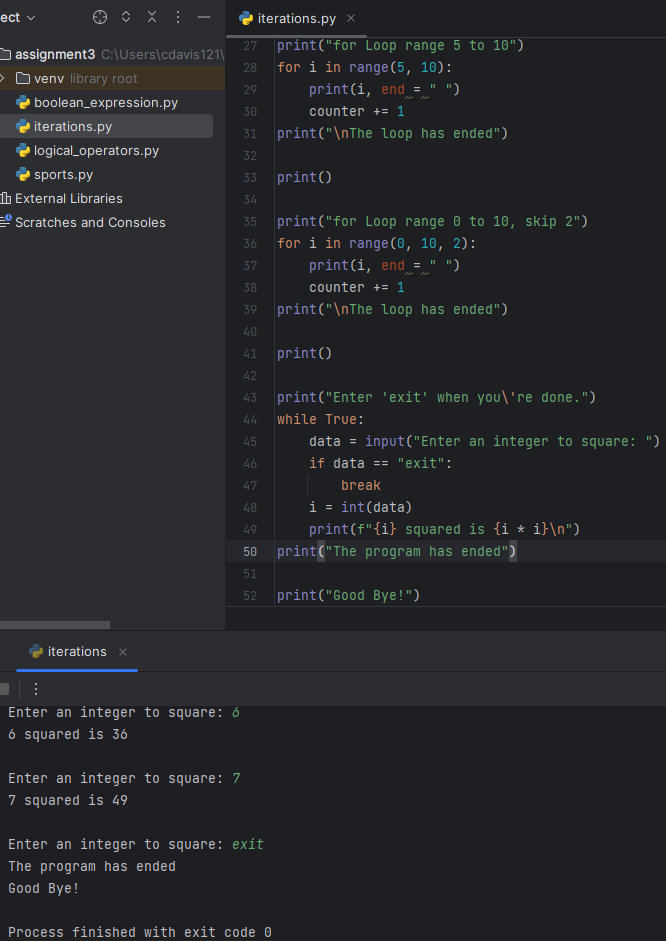 ect
iterations.py
assignment3 C:\Users\cdavis121\
venv library root
boolean_expression.py
iterations.py
logical_operators.py
sports.py
External Libraries
Scratches and Consoles
27 print("for Loop range 5 to 10")
28 for i in range(5, 10):
29     print(i, end = " ")
30     counter += 1
31 print("\nThe loop has ended")
32
33 print()
34
35 print("for Loop range 0 to 10, skip 2")
36 for i in range(0, 10, 2):
37     print(i, end = " ")
38     counter += 1
39 print("\nThe loop has ended")
40
41 print()
42
43 print("Enter 'exit' when you\'re done.")
44 while True:
45     data = input("Enter an integer to square: ")
46     if data == "exit":
47         break
48     i = int(data)
49     print(f"{i} squared is {i * i}\n")
50 print("The program has ended")
51
52 print("Good Bye!")
iterations
Enter an integer to square: 6
6 squared is 36
Enter an integer to square: 7
7 squared is 49
Enter an integer to square: exit
The program has ended
Good Bye!
Process finished with exit code 0